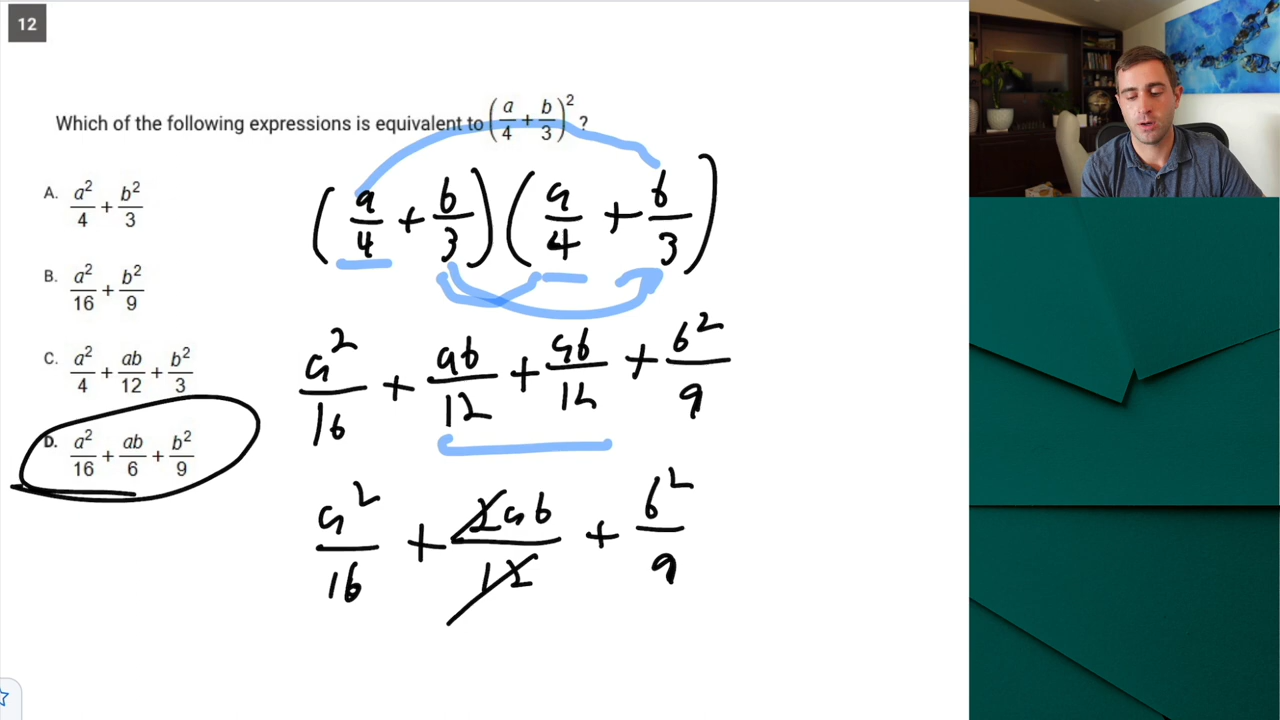 12
Which of the following expressions is equivalent to (a/4 + b/3)² ?
A. a²/4 + b²/3
B. a²/16 + b²/9
C. a²/4 + ab/12 + b²/3
D. a²/16 + ab/6 + b²/9
(a/4 + b/3)(a/4 + b/3)
a²/16 + ab/12 + ab/12 + b²/9
a²/16 + 2ab/12 + b²/9